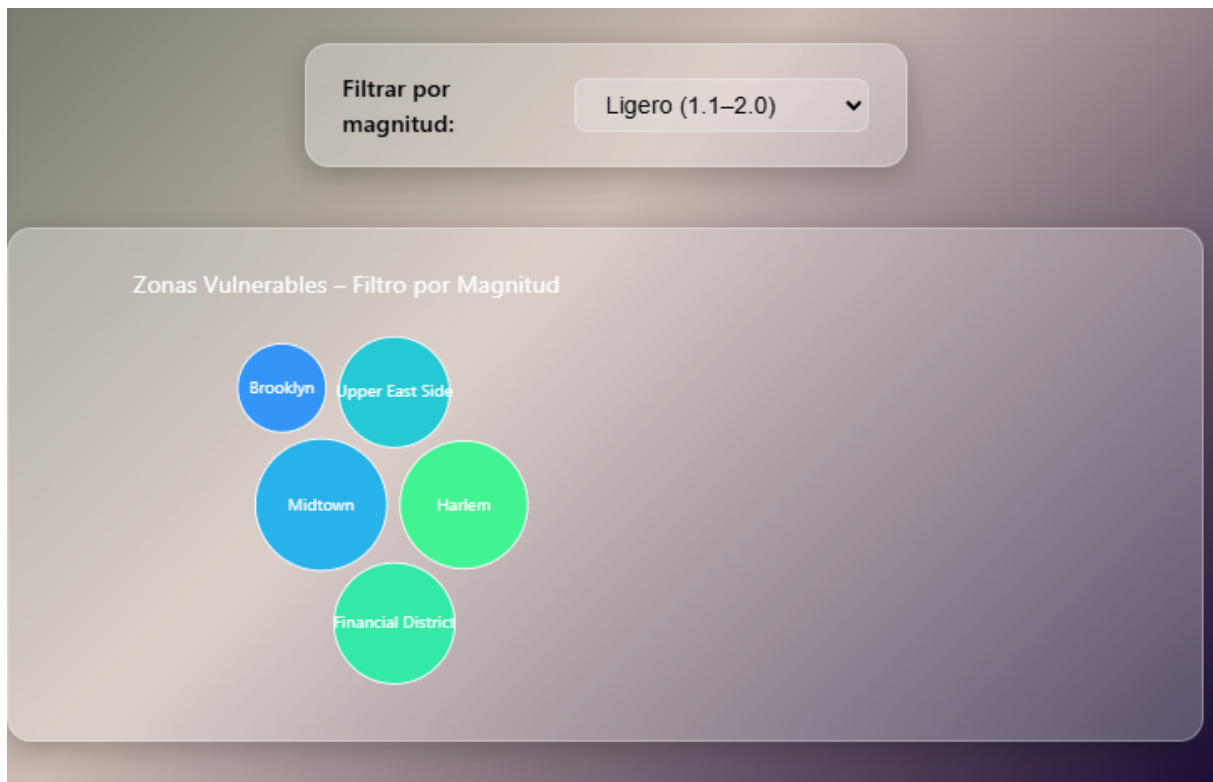 Filtrar por
magnitud:
Ligero (1.1–2.0)
Zonas Vulnerables – Filtro por Magnitud
Brooklyn
Upper East Side
Midtown
Harlem
Financial District